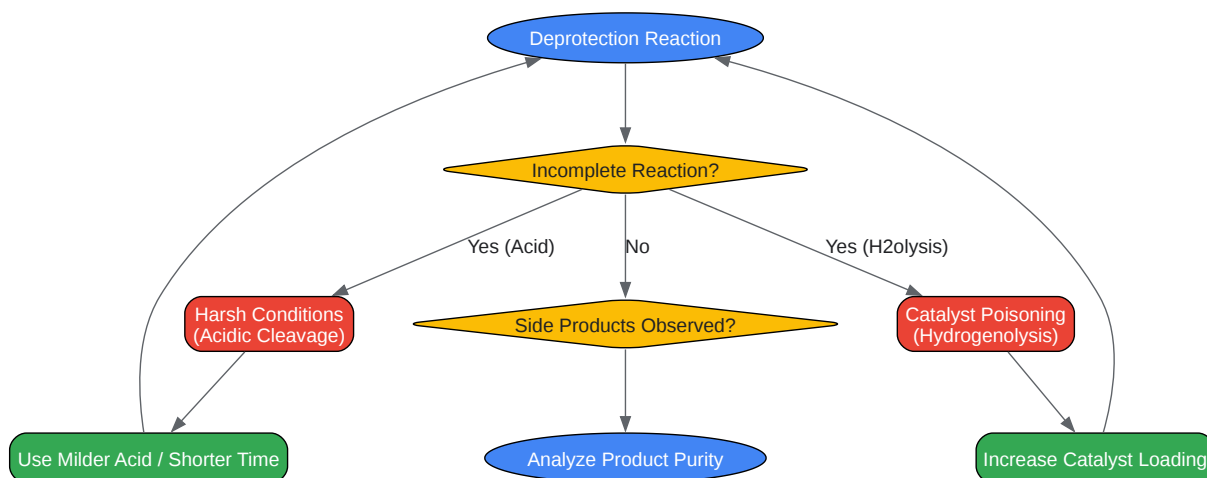 Deprotection Reaction
Incomplete Reaction?
Yes (Acid)
No
Yes (H2olysis)
Harsh Conditions
(Acidic Cleavage)
Side Products Observed?
Catalyst Poisoning
(Hydrogenolysis)
Use Milder Acid / Shorter Time
Analyze Product Purity
Increase Catalyst Loading